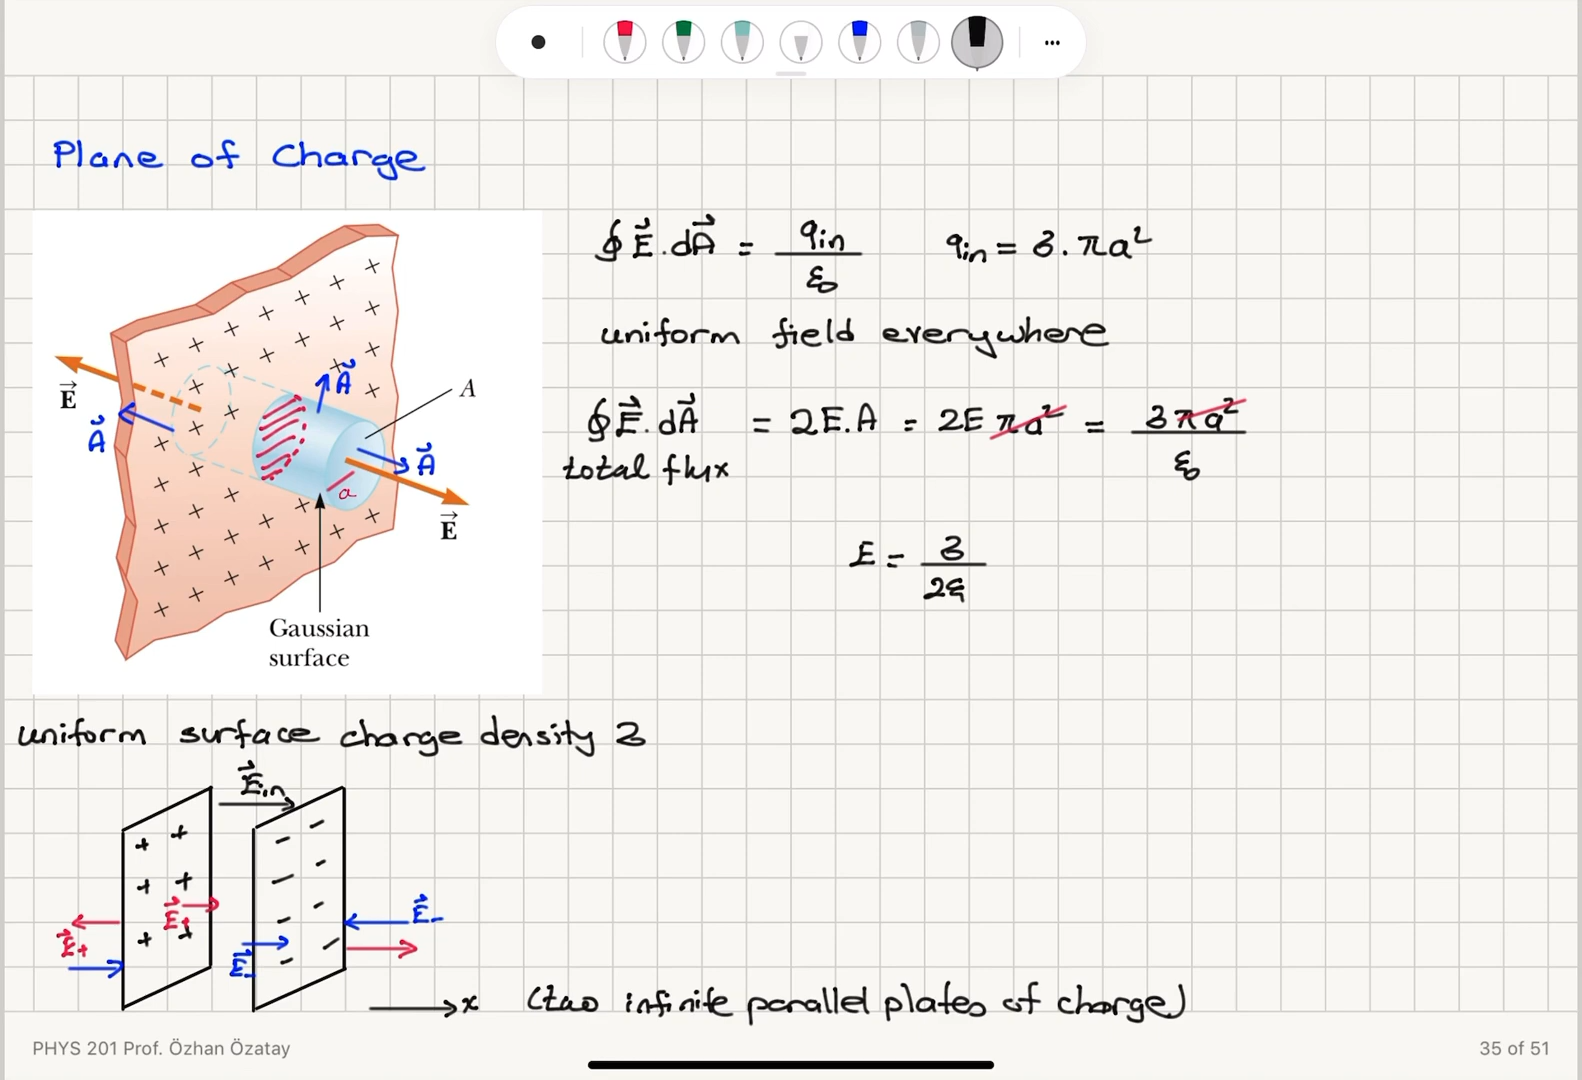 Plane of Charge
∮E⃗.dA⃗ = qin/ε0    qin = σ.πa²
uniform field everywhere
∮E⃗.dA⃗ = 2E.A = 2Eπa² = σπa²/ε0
total flux
E = σ/2ε0
A⃗
A
E⃗
A⃗
A⃗
a
E⃗
Gaussian
surface
uniform surface charge density σ
E⃗in
E⃗+
E⃗-
E⃗+
E⃗-
x (two infinite parallel plates of charge)
PHYS 201 Prof. Özhan Özatay
35 of 51